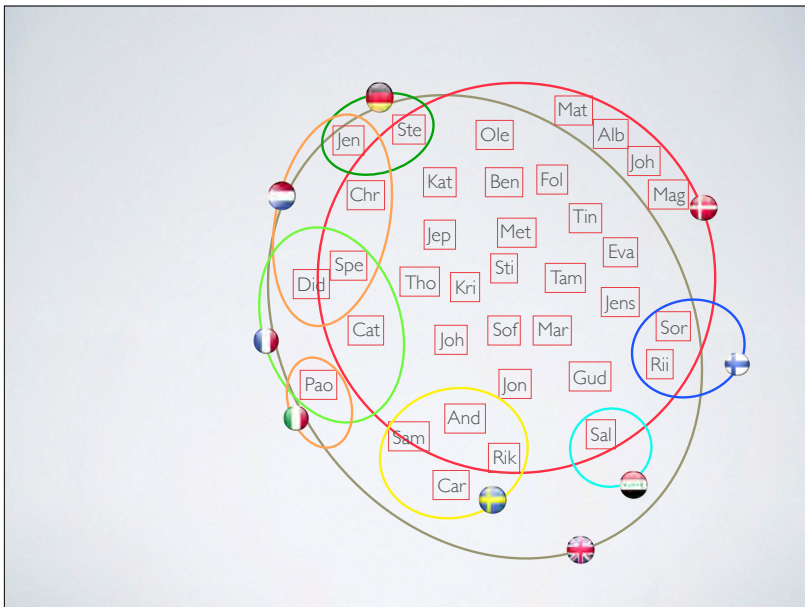 Mat
Ste
Ole
Alb
Jen
Joh
Kat
Ben
Fol
Chr
Mag
Tin
Jep
Met
Eva
Spe
Sti
Did
Tho
Kri
Tam
Jens
Cat
Joh
Sof
Mar
Sor
Rii
Pao
Jon
Gud
And
Sam
Sal
Rik
Car